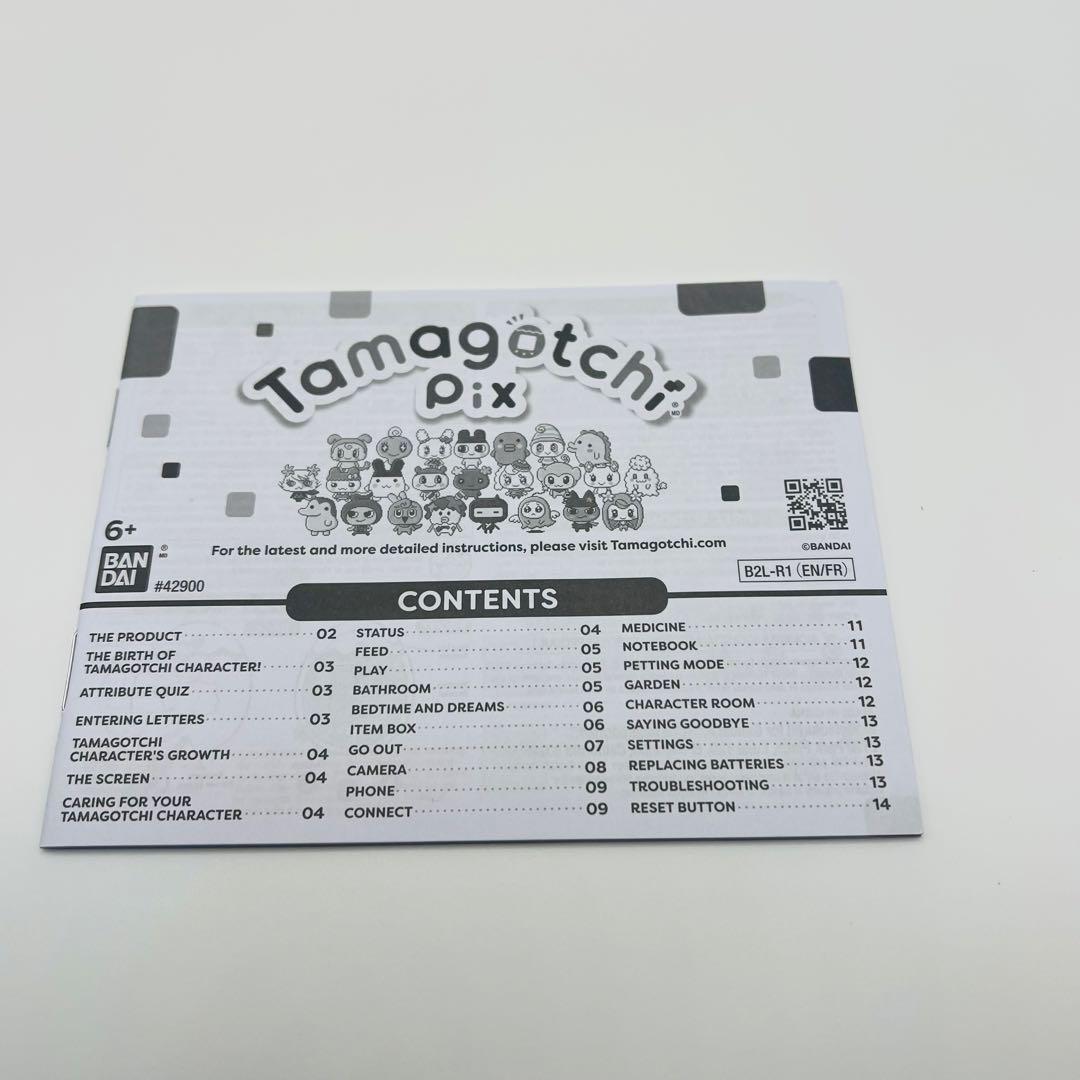 Tamagotchi
Pix
® MD
6+
BAN
DAI
® MD
#42900
For the latest and more detailed instructions, please visit Tamagotchi.com
©BANDAI
B2L-R1 (EN/FR)
CONTENTS
THE PRODUCT 02
THE BIRTH OF
TAMAGOTCHI CHARACTER! 03
ATTRIBUTE QUIZ 03
ENTERING LETTERS 03
TAMAGOTCHI
CHARACTER'S GROWTH 04
THE SCREEN 04
CARING FOR YOUR
TAMAGOTCHI CHARACTER 04
STATUS 04
FEED 05
PLAY 05
BATHROOM 05
BEDTIME AND DREAMS 06
ITEM BOX 06
GO OUT 07
CAMERA 08
PHONE 09
CONNECT 09
MEDICINE 11
NOTEBOOK 11
PETTING MODE 12
GARDEN 12
CHARACTER ROOM 12
SAYING GOODBYE 13
SETTINGS 13
REPLACING BATTERIES 13
TROUBLESHOOTING 13
RESET BUTTON 14